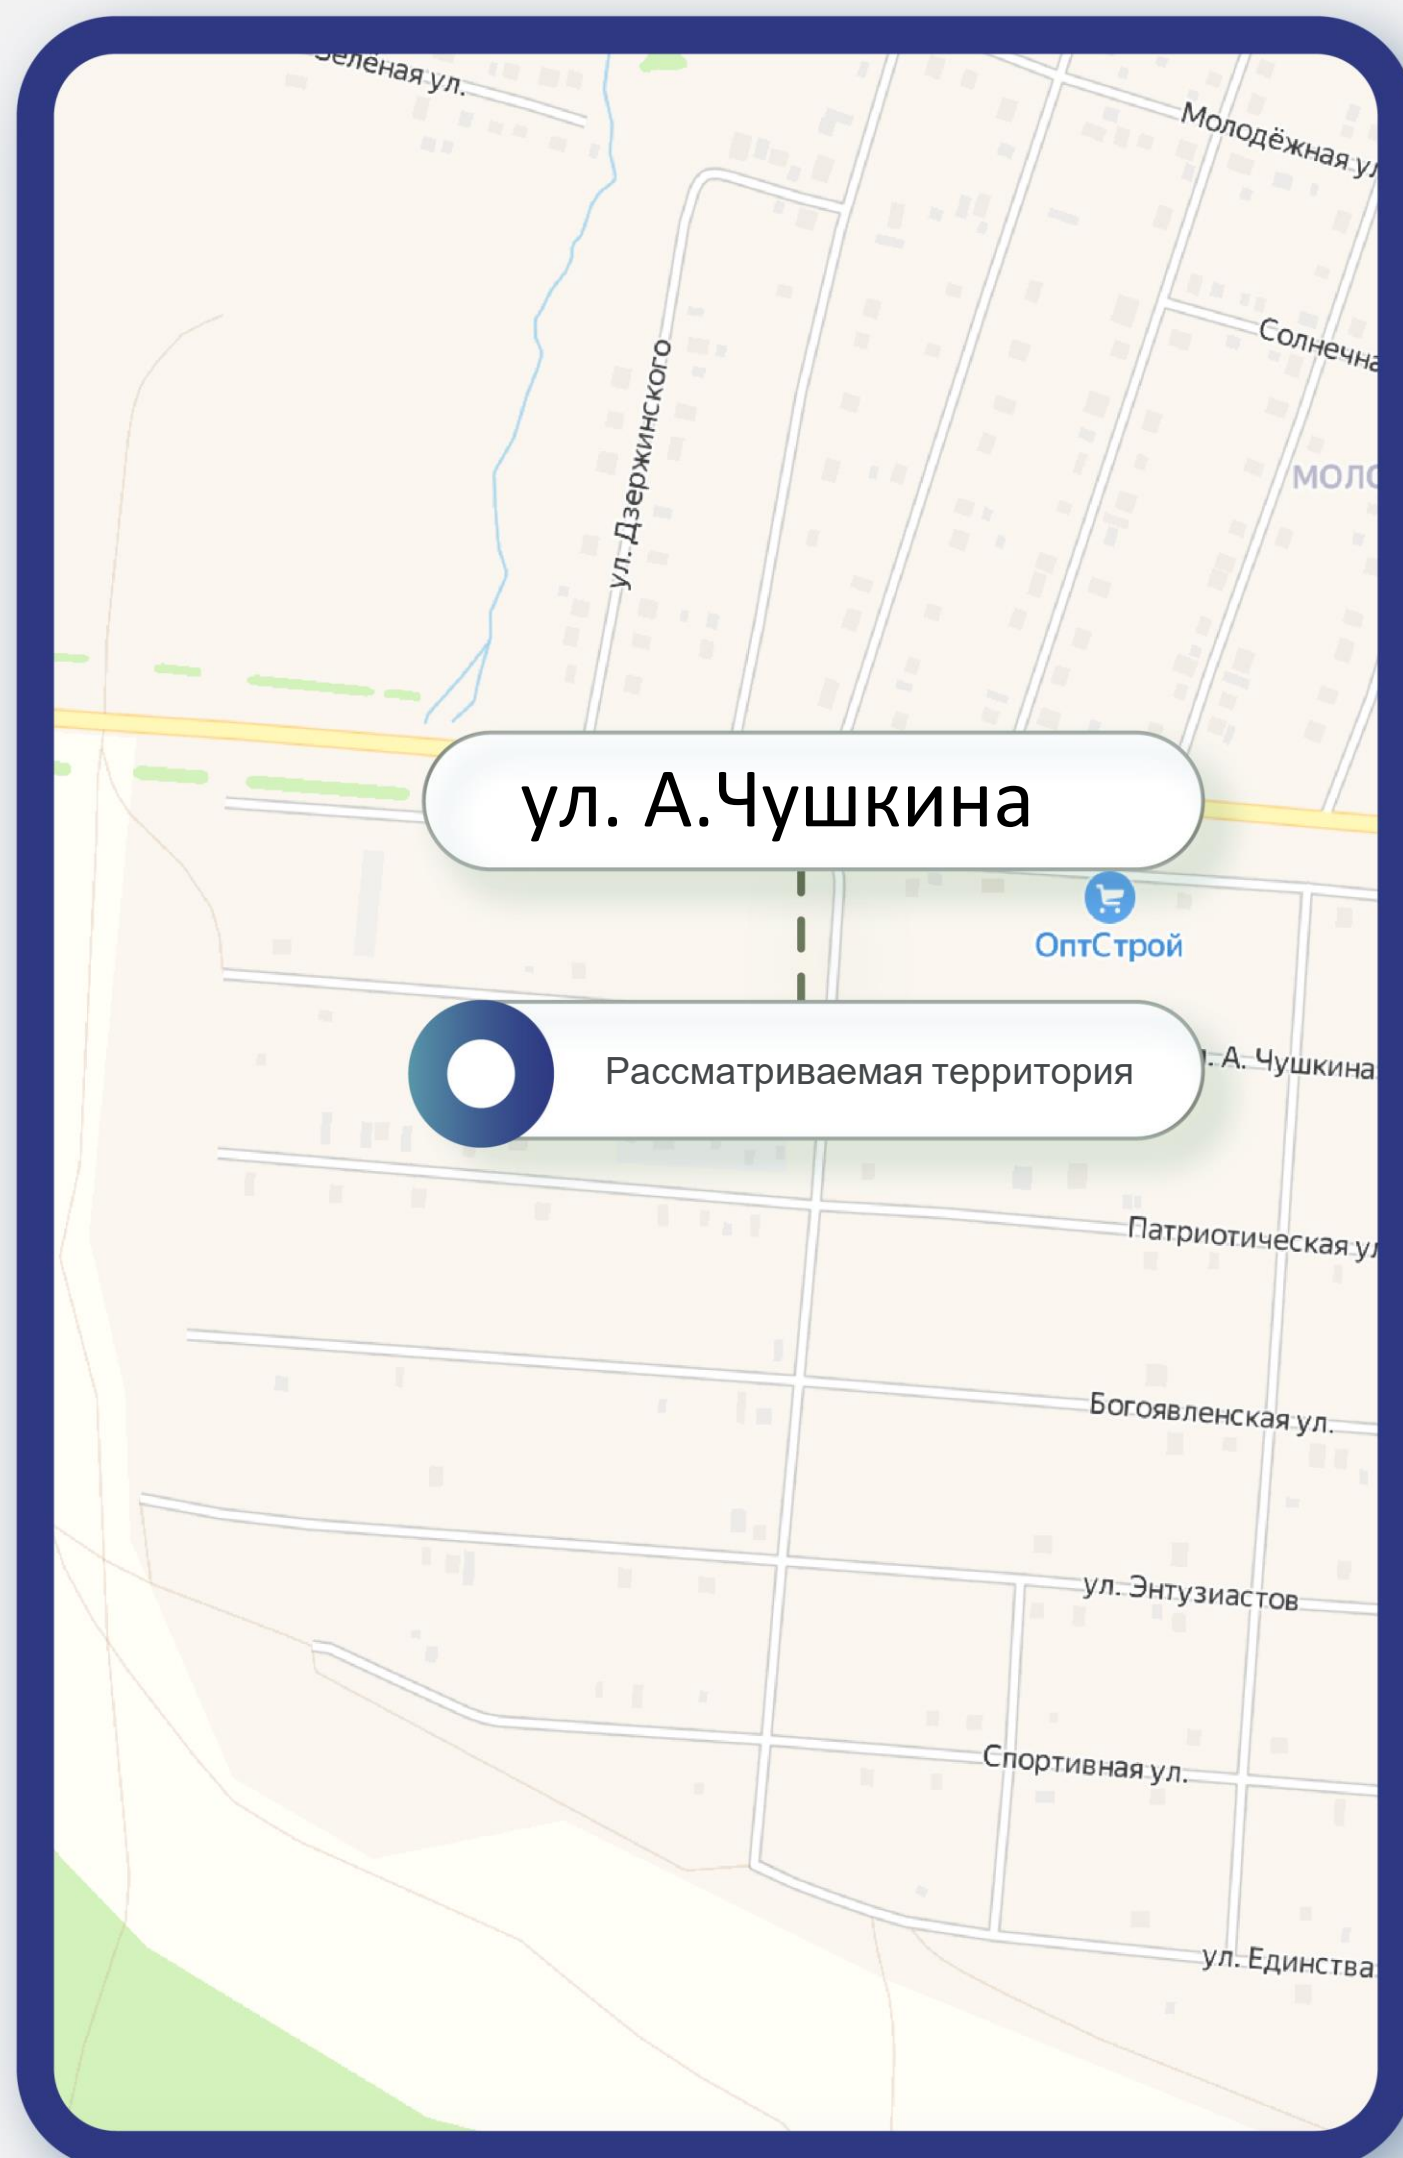 Зелёная ул.
Молодёжная ул
Солнечна
ул. Дзержинского
МОЛО
ул. А.Чушкина
ОптСтрой
Рассматриваемая территория
. А. Чушкина
Патриотическая ул
Богоявленская ул.
ул. Энтузиастов
Спортивная ул.
ул. Единства